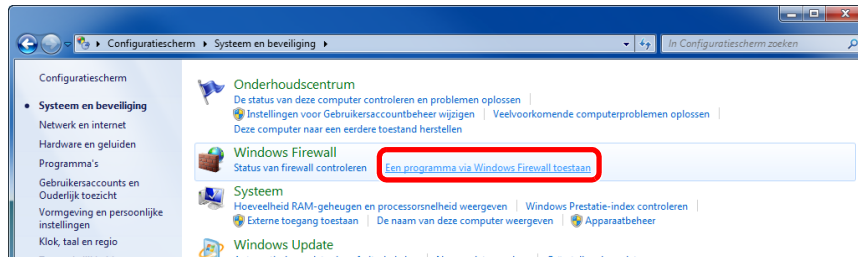 Configuratiescherm ▸ Systeem en beveiliging ▸
In Configuratiescherm zoeken
Configuratiescherm
Systeem en beveiliging
Netwerk en internet
Hardware en geluiden
Programma's
Gebruikersaccounts en
Ouderlijk toezicht
Vormgeving en persoonlijke
instellingen
Klok, taal en regio
Onderhoudscentrum
De status van deze computer controleren en problemen oplossen
Instellingen voor Gebruikersaccountbeheer wijzigen Veelvoorkomende computerproblemen oplossen
Deze computer naar een eerdere toestand herstellen
Windows Firewall
Status van firewall controleren Een programma via Windows Firewall toestaan
Systeem
Hoeveelheid RAM-geheugen en processorsnelheid weergeven Windows Prestatie-index controleren
Externe toegang toestaan De naam van deze computer weergeven Apparaatbeheer
Windows Update